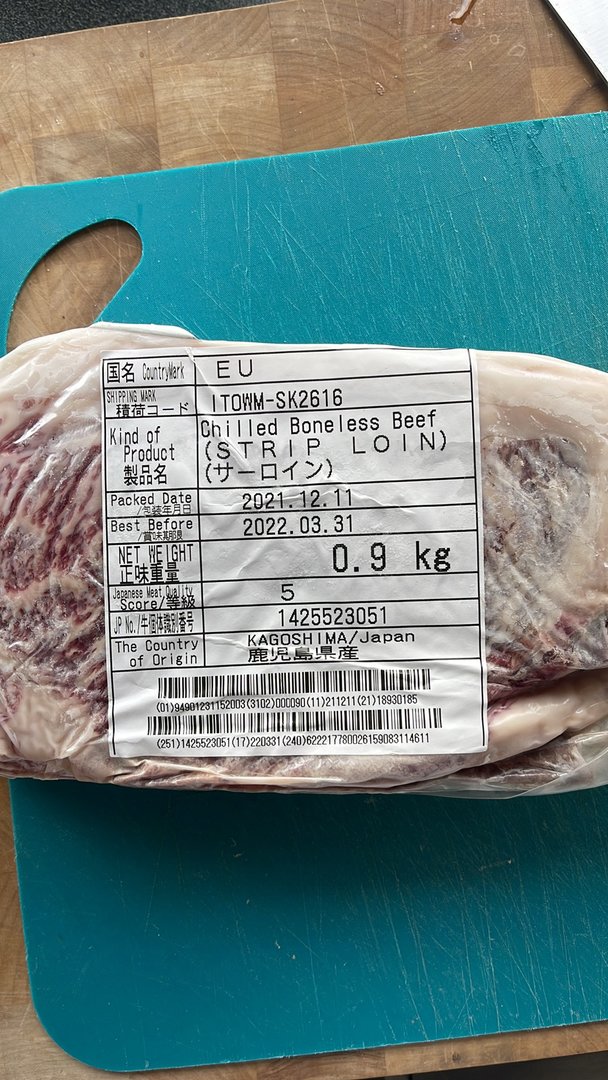 国名 CountryMark EU
SHIPPING MARK
積荷コード ITOWM-SK2616
Kind of
Product
製品名
Chilled Boneless Beef
(STRIP LOIN)
(サーロイン)
Packed Date
/包装年月日 2021.12.11
Best Before
/賞味期限 2022.03.31
NET WEIGHT
正味重量 0.9 kg
Japanese Meat Quality
Score/等級 5
JP No./牛個体識別番号 1425523051
The Country
of Origin
KAGOSHIMA/Japan
鹿児島県産
(01)94901231152003(3102)000090(11)211211(21)18930185
(251)1425523051(17)220331(240)622217780026159083114611